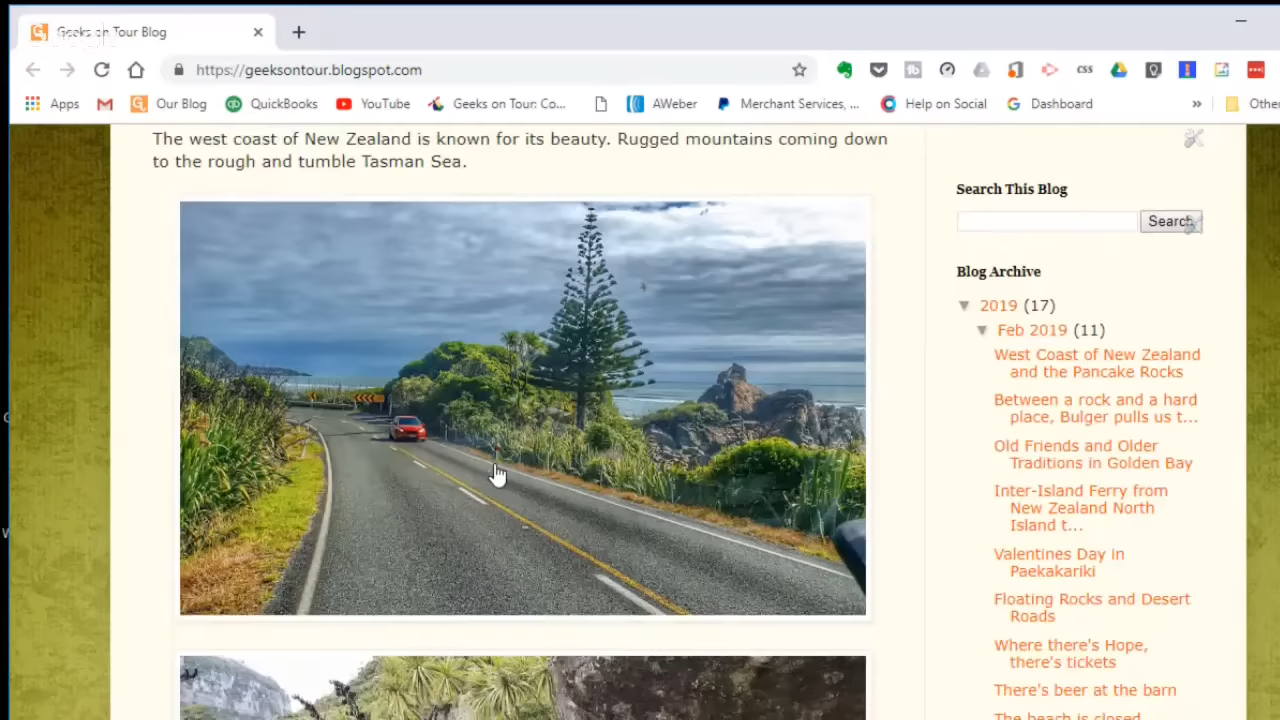 Geeks on Tour Blog
https://geeksontour.blogspot.com
Apps
Our Blog
QuickBooks
YouTube
Geeks on Tour: Co...
AWeber
Merchant Services, ...
Help on Social
Dashboard
»
Other
The west coast of New Zealand is known for its beauty. Rugged mountains coming down
to the rough and tumble Tasman Sea.
Search This Blog
Search
Blog Archive
▼ 2019 (17)
▼ Feb 2019 (11)
West Coast of New Zealand
and the Pancake Rocks
Between a rock and a hard
place, Bulger pulls us t...
Old Friends and Older
Traditions in Golden Bay
Inter-Island Ferry from
New Zealand North
Island t...
Valentines Day in
Paekakariki
Floating Rocks and Desert
Roads
Where there's Hope,
there's tickets
There's beer at the barn
The beach is closed